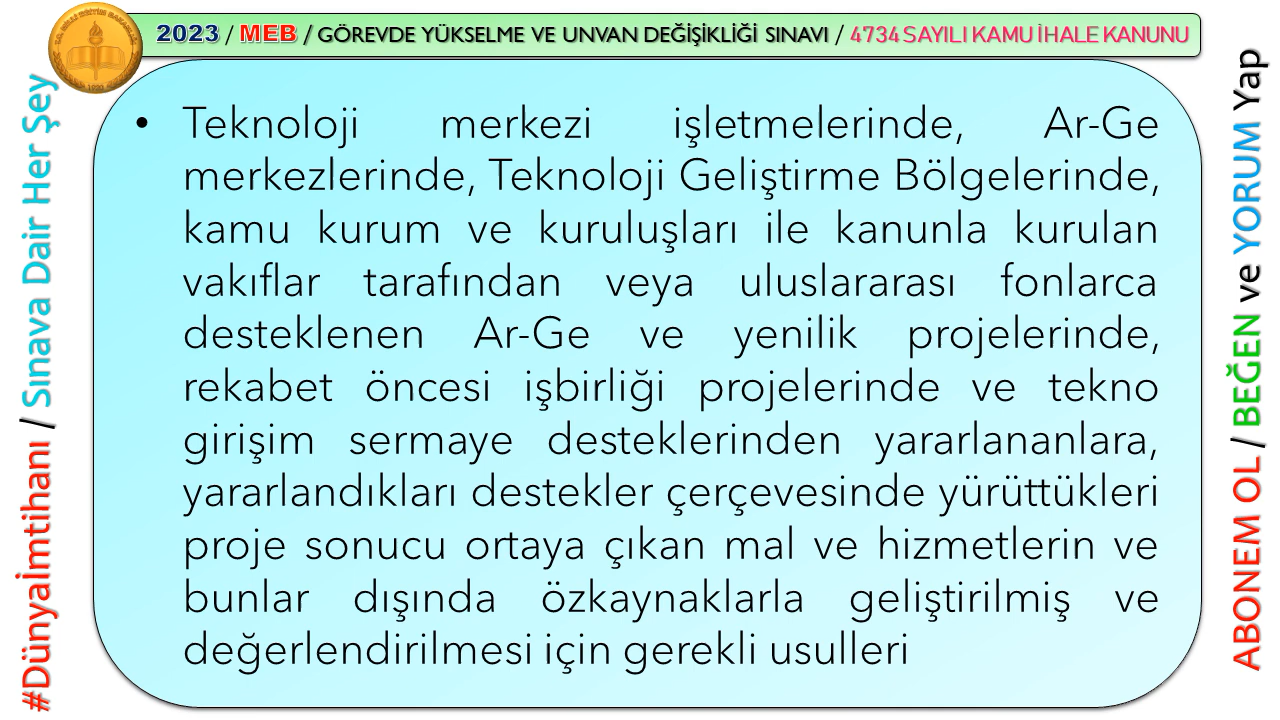 2023 / MEB / GÖREVDE YÜKSELME VE UNVAN DEĞİŞİKLİĞİ SINAVI / 4734 SAYILI KAMU İHALE KANUNU
• Teknoloji merkezi işletmelerinde, Ar-Ge
merkezlerinde, Teknoloji Geliştirme Bölgelerinde,
kamu kurum ve kuruluşları ile kanunla kurulan
vakıflar tarafından veya uluslararası fonlarca
desteklenen Ar-Ge ve yenilik projelerinde,
rekabet öncesi işbirliği projelerinde ve tekno
girişim sermaye desteklerinden yararlananlara,
yararlandıkları destekler çerçevesinde yürüttükleri
proje sonucu ortaya çıkan mal ve hizmetlerin ve
bunlar dışında özkaynaklarla geliştirilmiş ve
değerlendirilmesi için gerekli usulleri
#Dünyaİmtihanı / Sınava Dair Her Şey
ABONEM OL / BEĞEN ve YORUM Yap